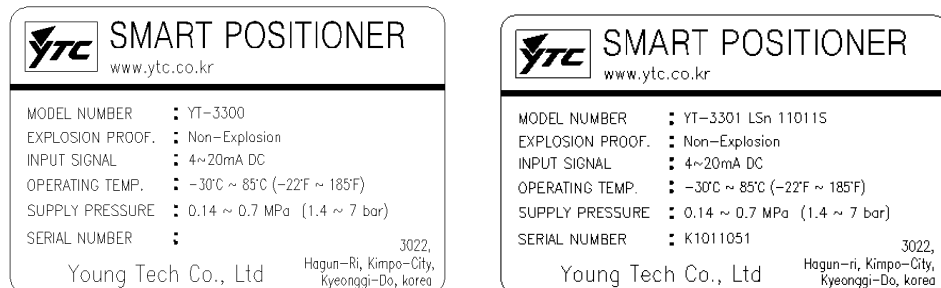 YTC SMART POSITIONER
www.ytc.co.kr
MODEL NUMBER : YT-3300
EXPLOSION PROOF. : Non-Explosion
INPUT SIGNAL : 4~20mA DC
OPERATING TEMP. : -30°C ~ 85°C (-22°F ~ 185°F)
SUPPLY PRESSURE : 0.14 ~ 0.7 MPa (1.4 ~ 7 bar)
SERIAL NUMBER :
3022,
Hagun-Ri, Kimpo-City,
Young Tech Co., Ltd Kyeonggi-Do, korea
YTC SMART POSITIONER
www.ytc.co.kr
MODEL NUMBER : YT-3301 LSn 11011S
EXPLOSION PROOF. : Non-Explosion
INPUT SIGNAL : 4~20mA DC
OPERATING TEMP. : -30°C ~ 85°C (-22°F ~ 185°F)
SUPPLY PRESSURE : 0.14 ~ 0.7 MPa (1.4 ~ 7 bar)
SERIAL NUMBER : K1011051
3022,
Hagun-ri, Kimpo-City,
Young Tech Co., Ltd Kyeonggi-Do, korea